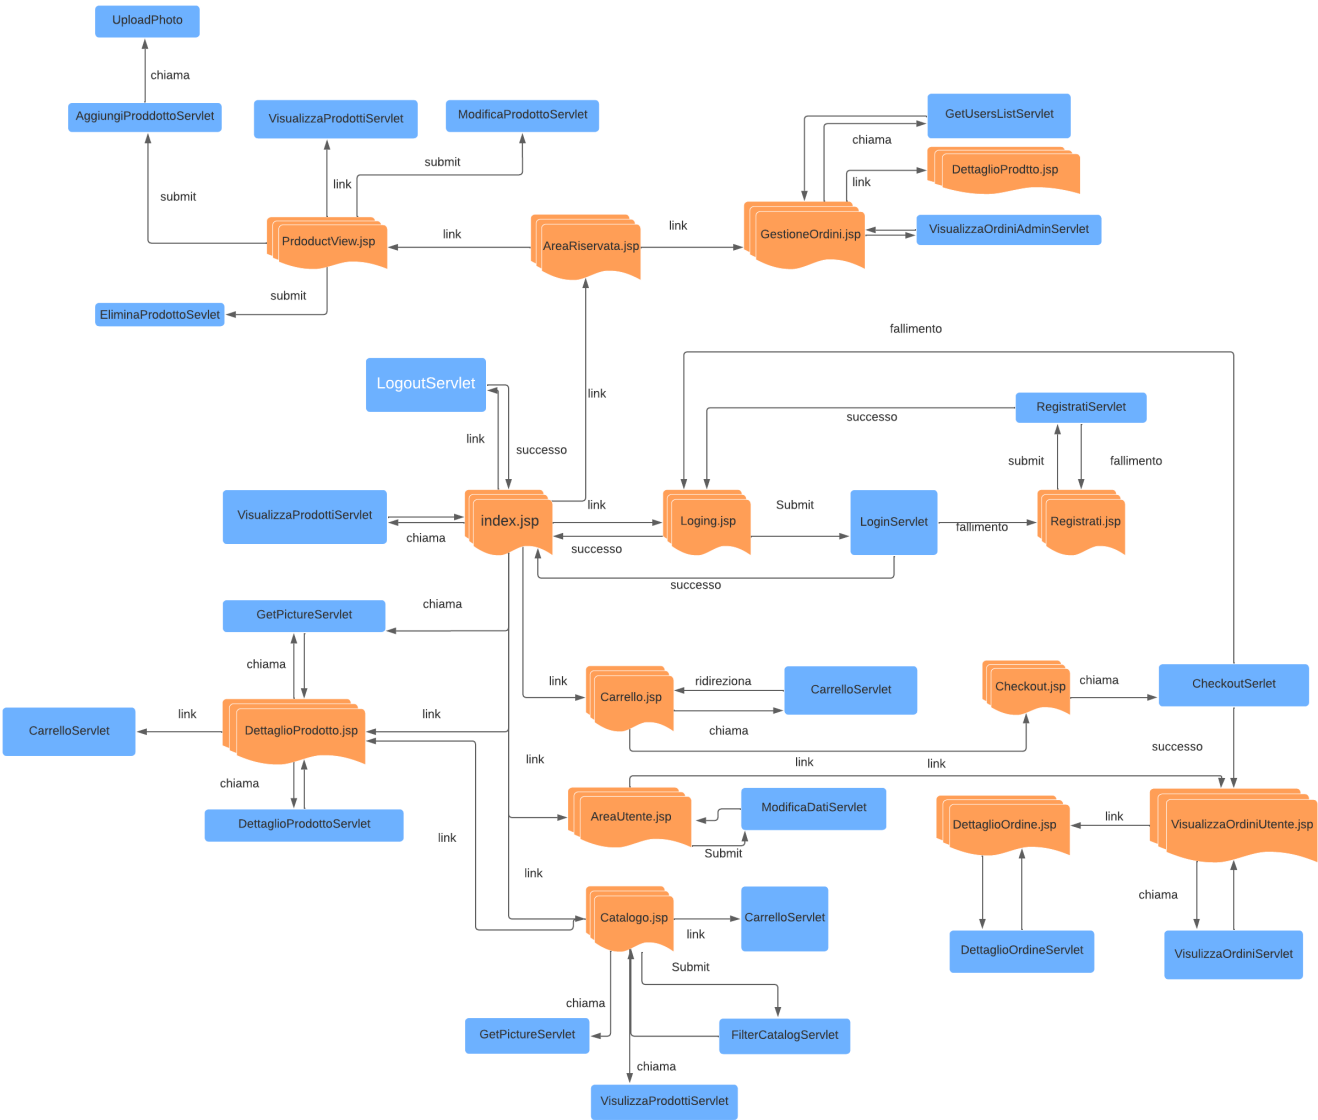 UploadPhoto
chiama
AggiungiProddottoServlet
VisualizzaProdottiServlet
ModificaProdottoServlet
GetUsersListServlet
chiama
submit
link
submit
DettaglioProdtto.jsp
link
PrdoductView.jsp
link
AreaRiservata.jsp
link
GestioneOrdini.jsp
VisualizzaOrdiniAdminServlet
submit
EliminaProdottoSevlet
fallimento
LogoutServlet
link
RegistratiServlet
successo
link
successo
submit
fallimento
VisualizzaProdottiServlet
chiama
index.jsp
link
successo
Loging.jsp
Submit
LoginServlet
fallimento
Registrati.jsp
successo
GetPictureServlet
chiama
chiama
link
Carrello.jsp
ridireziona
CarrelloServlet
chiama
Checkout.jsp
chiama
CheckoutSerlet
CarrelloServlet
link
DettaglioPrododtto.jsp
link
successo
chiama
link
link
link
DettaglioProdottoServlet
link
AreaUtente.jsp
ModificaDatiServlet
Submit
DettaglioOrdine.jsp
link
VisualizzaOrdiniUtente.jsp
link
chiama
Catalogo.jsp
link
CarrelloServlet
Submit
DettaglioOrdineServlet
VisulizzaOrdiniServlet
chiama
GetPictureServlet
FilterCatalogServlet
chiama
VisulizzaProdottiServlet